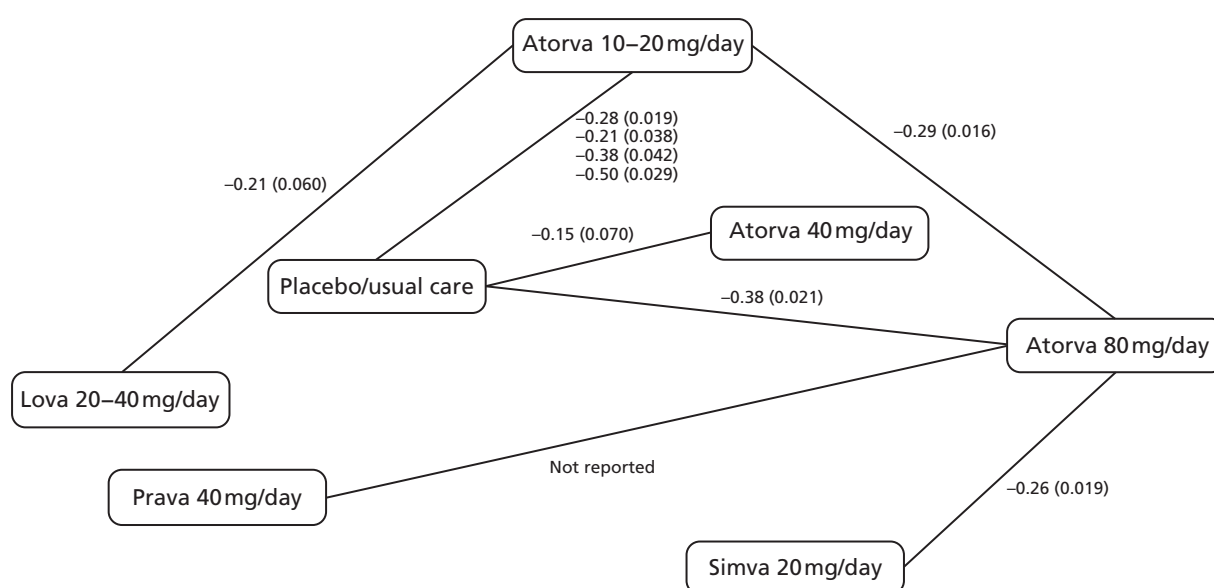 Atorva 10–20 mg/day
–0.28 (0.019)
–0.21 (0.038)
–0.38 (0.042)
–0.50 (0.029)
–0.29 (0.016)
–0.21 (0.060)
–0.15 (0.070)
Atorva 40 mg/day
Placebo/usual care
–0.38 (0.021)
Atorva 80 mg/day
Lova 20–40 mg/day
Not reported
Prava 40 mg/day
–0.26 (0.019)
Simva 20 mg/day